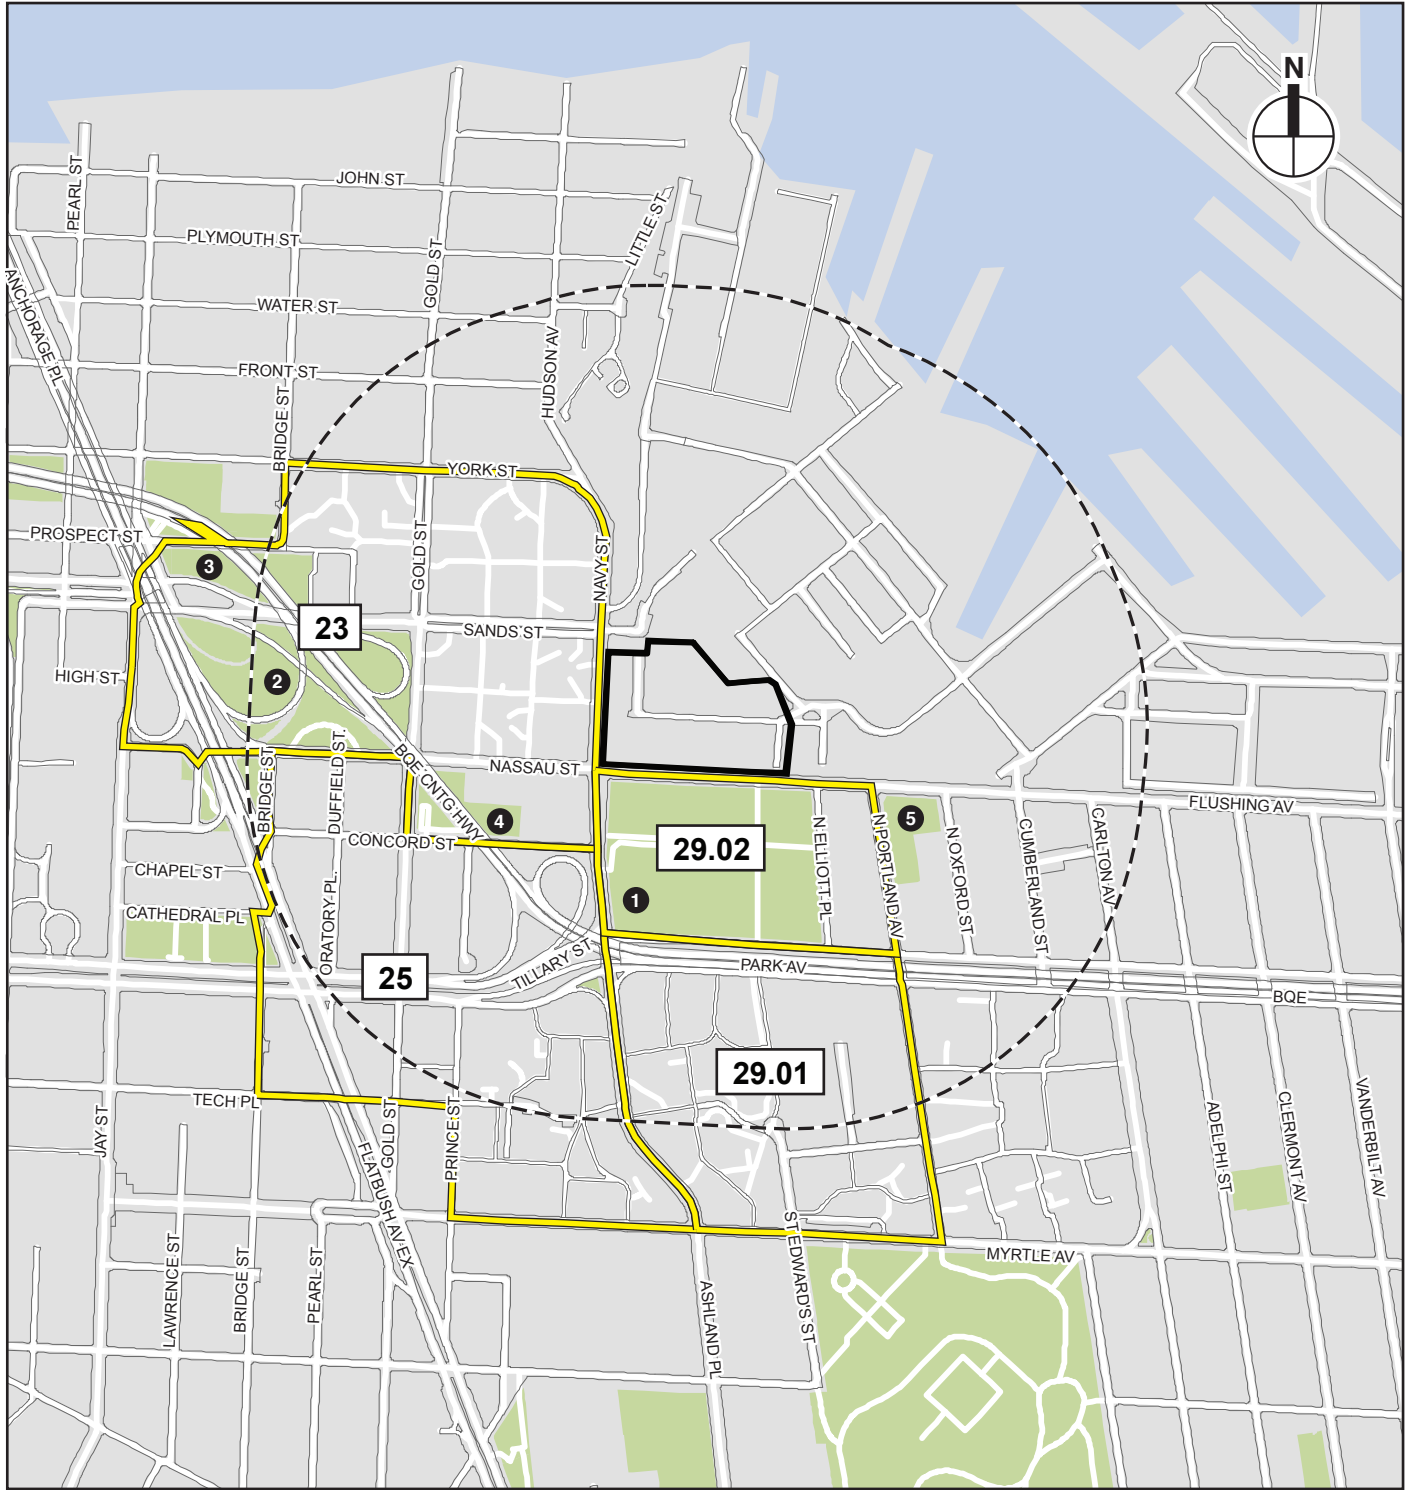 N
JOHN ST
PEARL ST
PLYMOUTH ST
LITTLE ST
GOLD ST
ANCHORAGE PL
WATER ST
HUDSON AV
FRONT ST
BRIDGE ST
YORK ST
PROSPECT ST
3
GOLD ST
NAVY ST
23
SANDS ST
HIGH ST
2
BRIDGE ST
DUFFIELD ST.
BQE CNTG HWY
NASSAU ST
FLUSHING AV
4
5
CONCORD ST
29.02
N ELLIOTT PL
N PORTLAND AV
N OXFORD ST
CUMBERLAND ST
CARLTON AV
CHAPEL ST
1
CATHEDRAL PL
ORATORY PL.
25
TILLARY ST
PARK AV
BQE
29.01
TECH PL
JAY ST
GOLD ST
PRINCE ST
ADELPHI ST
CLERMONT AV
VANDERBILT AV
FLATBUSH AV EX
LAWRENCE ST
BRIDGE ST
PEARL ST
ST EDWARD'S ST
MYRTLE AV
ASHLAND PL